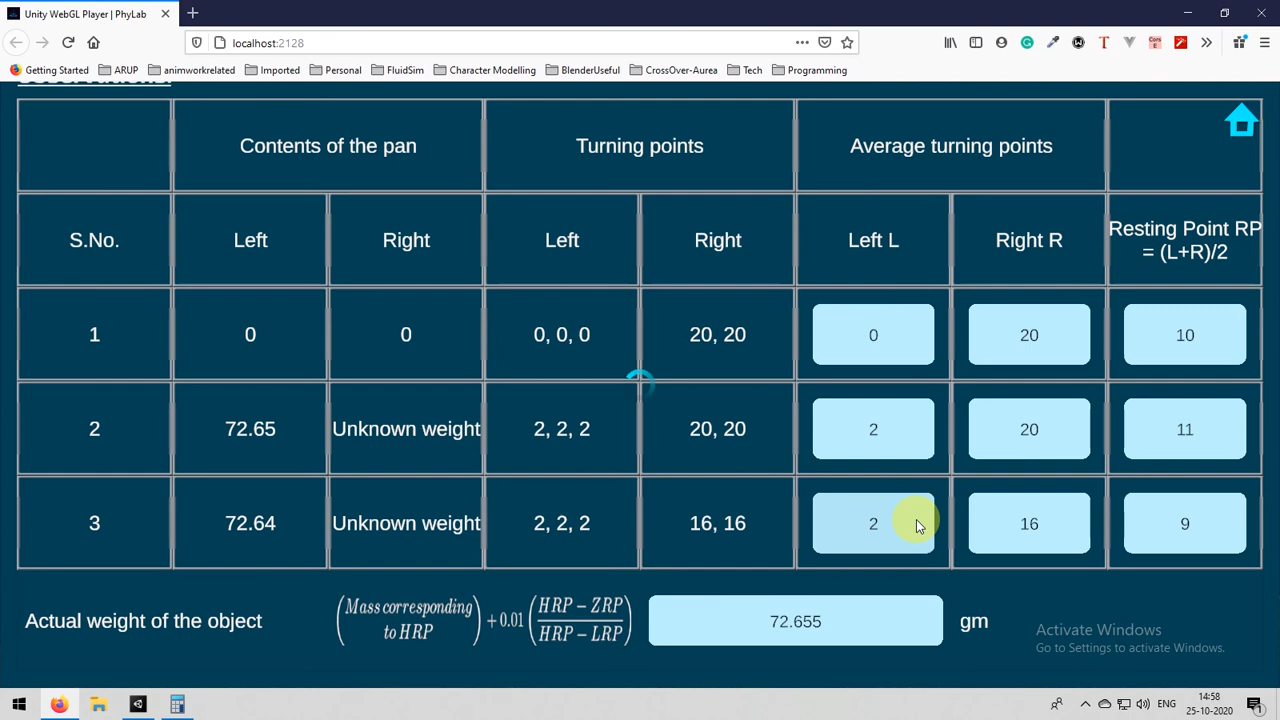 Unity WebGL Player | PhyLab
localhost:2128
Getting Started
ARUP
animworkrelated
Imported
Personal
FluidSim
Character Modelling
BlenderUseful
CrossOver-Aurea
Tech
Programming
Contents of the pan
Turning points
Average turning points
S.No.
Left
Right
Left
Right
Left L
Right R
Resting Point RP
= (L+R)/2
1
0
0
0, 0, 0
20, 20
0
20
10
2
72.65
Unknown weight
2, 2, 2
20, 20
2
20
11
3
72.64
Unknown weight
2, 2, 2
16, 16
2
16
9
Actual weight of the object
(Mass corresponding
to HRP) + 0.01 (HRP − ZRP
HRP − LRP)
72.655
gm
Activate Windows
Go to Settings to activate Windows.
ENG
14:58
25-10-2020